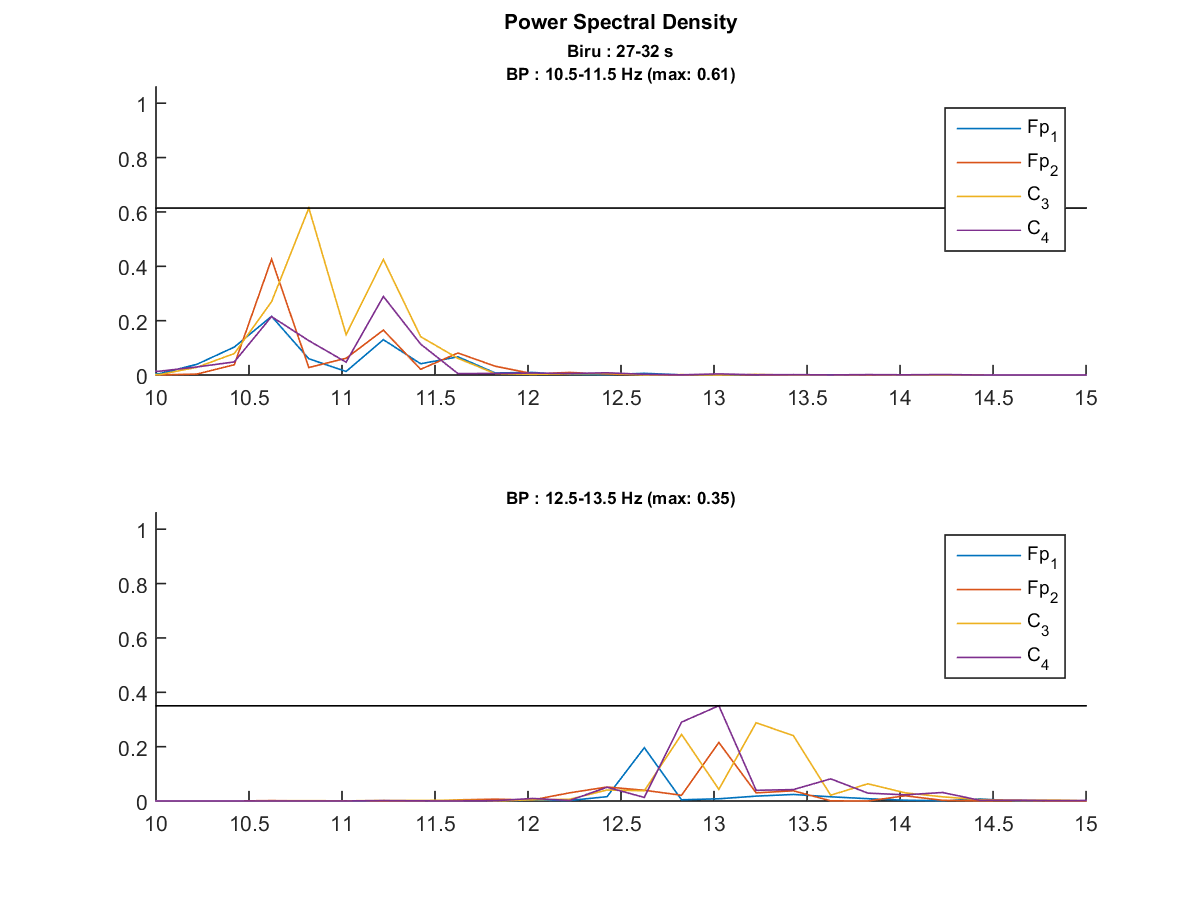 Power Spectral Density
Biru : 27-32 s
BP : 10.5-11.5 Hz (max: 0.61)
1
0.8
0.6
0.4
0.2
0
10 10.5 11 11.5 12 12.5 13 13.5 14 14.5 15
Fp1
Fp2
C3
C4
BP : 12.5-13.5 Hz (max: 0.35)
1
0.8
0.6
0.4
0.2
0
10 10.5 11 11.5 12 12.5 13 13.5 14 14.5 15
Fp1
Fp2
C3
C4